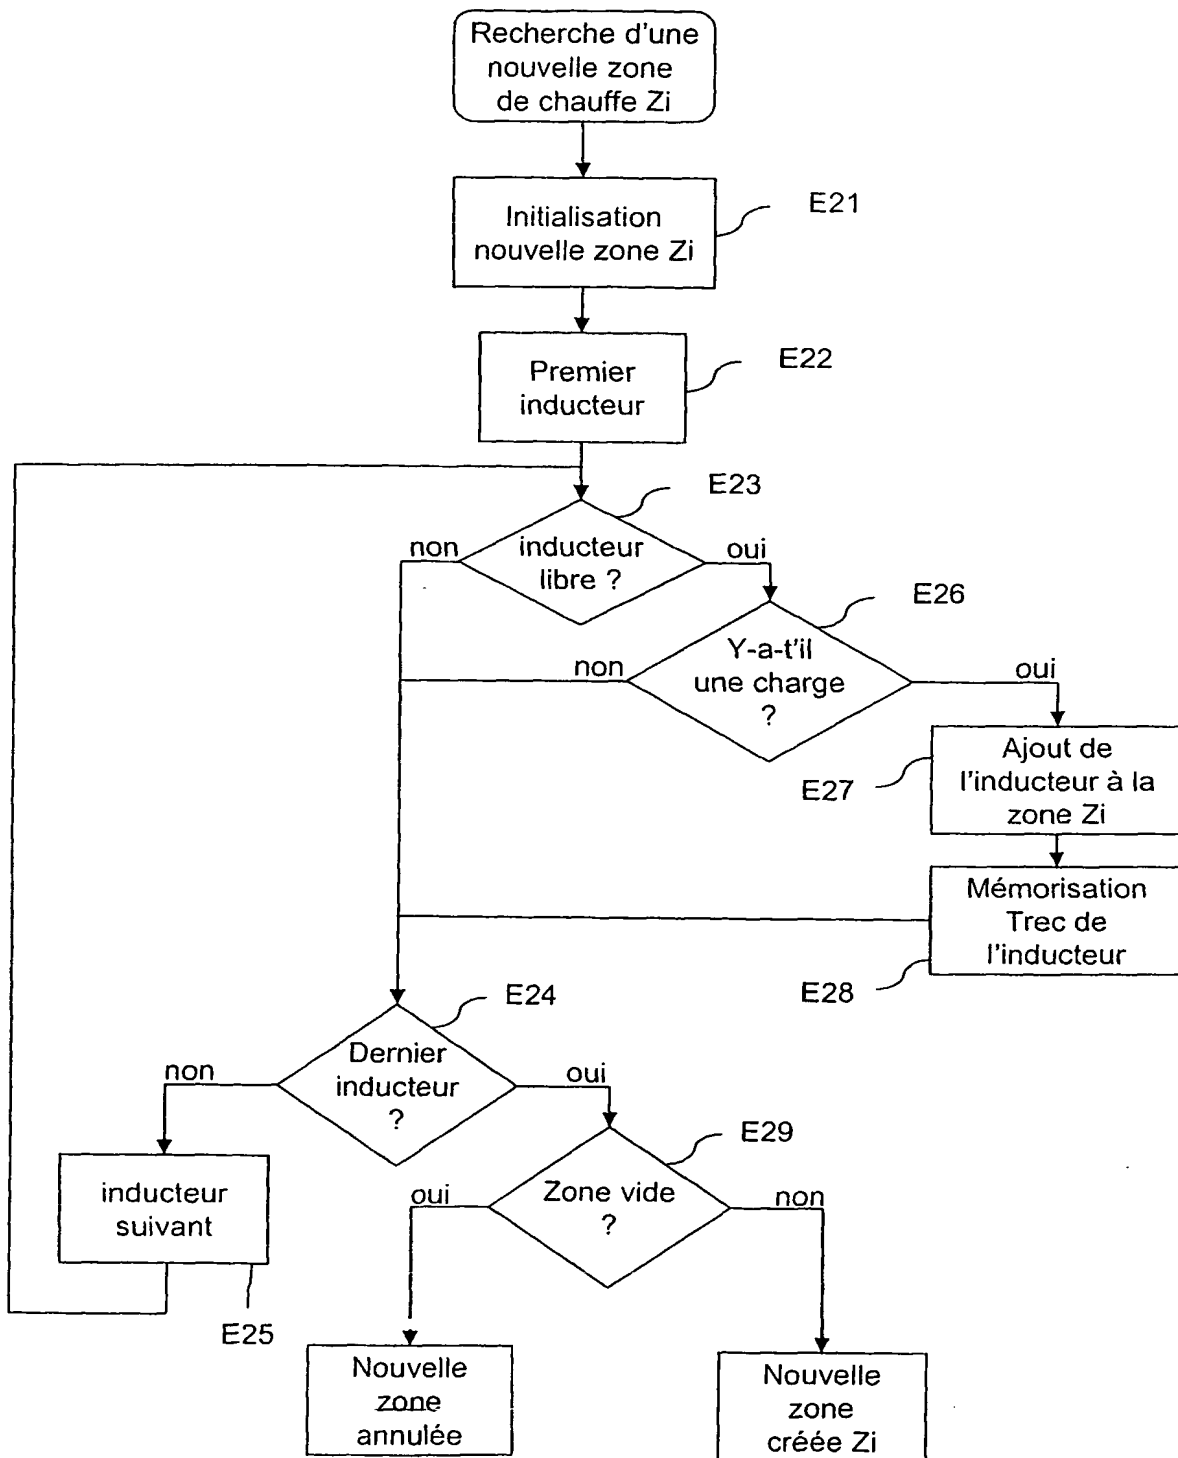 Recherche d'une
nouvelle zone
de chauffe Zi
Initialisation
nouvelle zone Zi
E21
Premier
inducteur
E22
E23
inducteur
libre ?
non
oui
E26
Y-a-t'il
une charge
?
non
oui
Ajout de
l'inducteur à la
zone Zi
E27
Mémorisation
Trec de
l'inducteur
E28
E24
Dernier
inducteur
?
non
oui
inducteur
suivant
E25
E29
Zone vide
?
oui
non
Nouvelle
zone
annulée
Nouvelle
zone
créée Zi